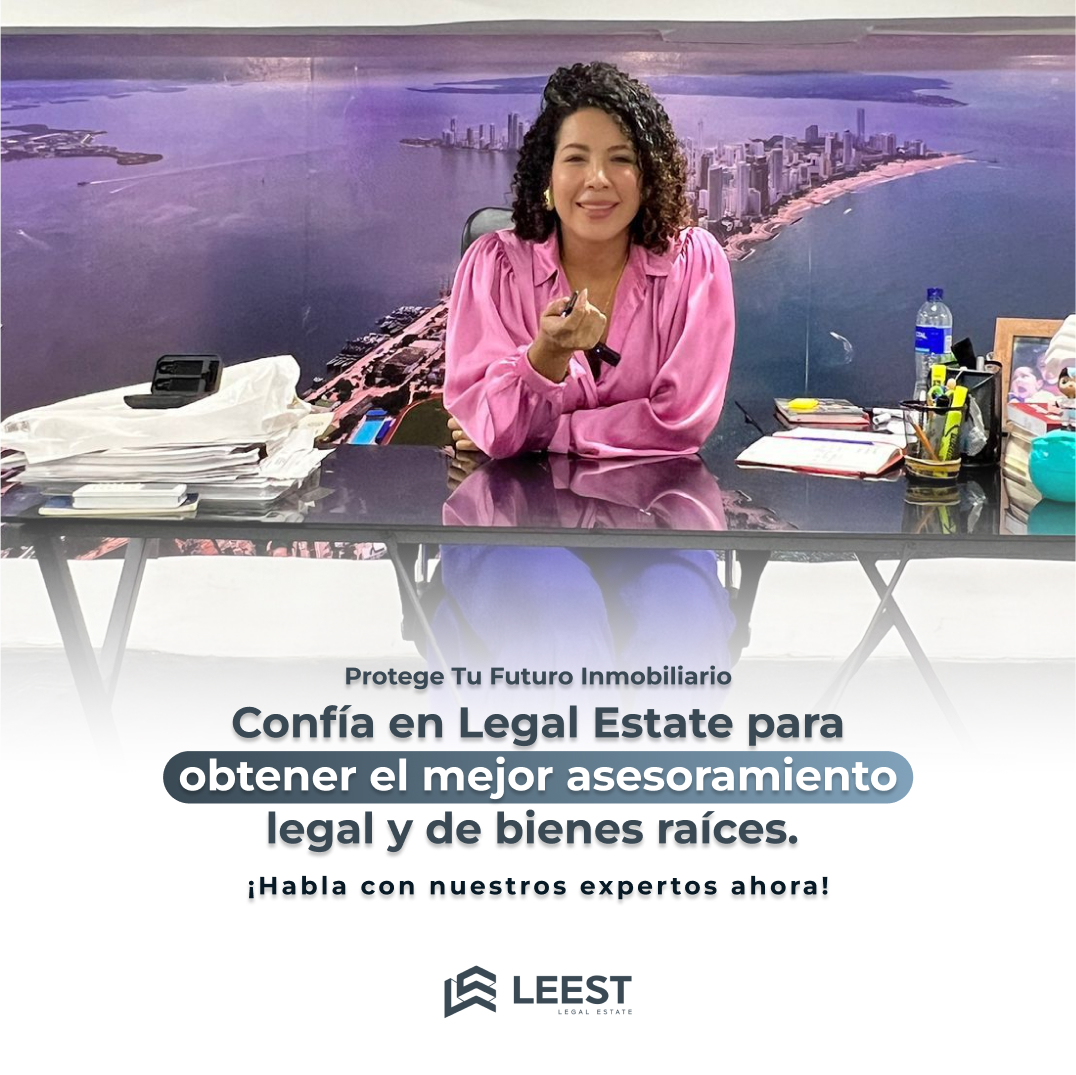 Protege Tu Futuro Inmobiliario
Confía en Legal Estate para
obtener el mejor asesoramiento
legal y de bienes raíces.
¡Habla con nuestros expertos ahora!
LEEST
LEGAL ESTATE